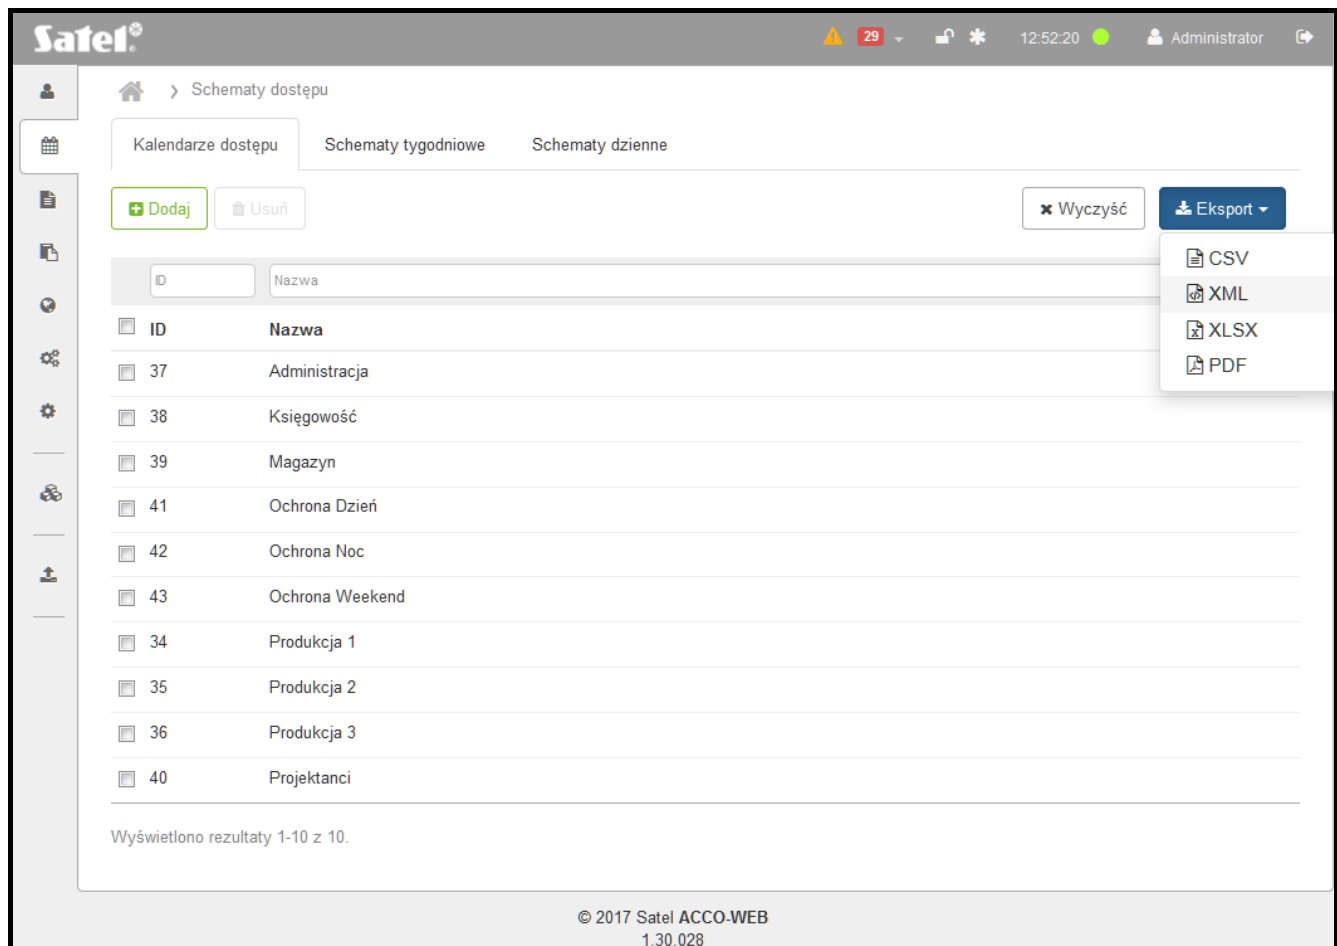 Satel®
29 12:52:20 Administrator
Schematy dostępu
Kalendarze dostępu Schematy tygodniowe Schematy dzienne
Dodaj Usuń Wyczyść Eksport
CSV
XML
XLSX
PDF
ID Nazwa
ID Nazwa
37 Administracja
38 Księgowość
39 Magazyn
41 Ochrona Dzień
42 Ochrona Noc
43 Ochrona Weekend
34 Produkcja 1
35 Produkcja 2
36 Produkcja 3
40 Projektanci
Wyświetlono rezultaty 1-10 z 10.
© 2017 Satel ACCO-WEB
1.30.028